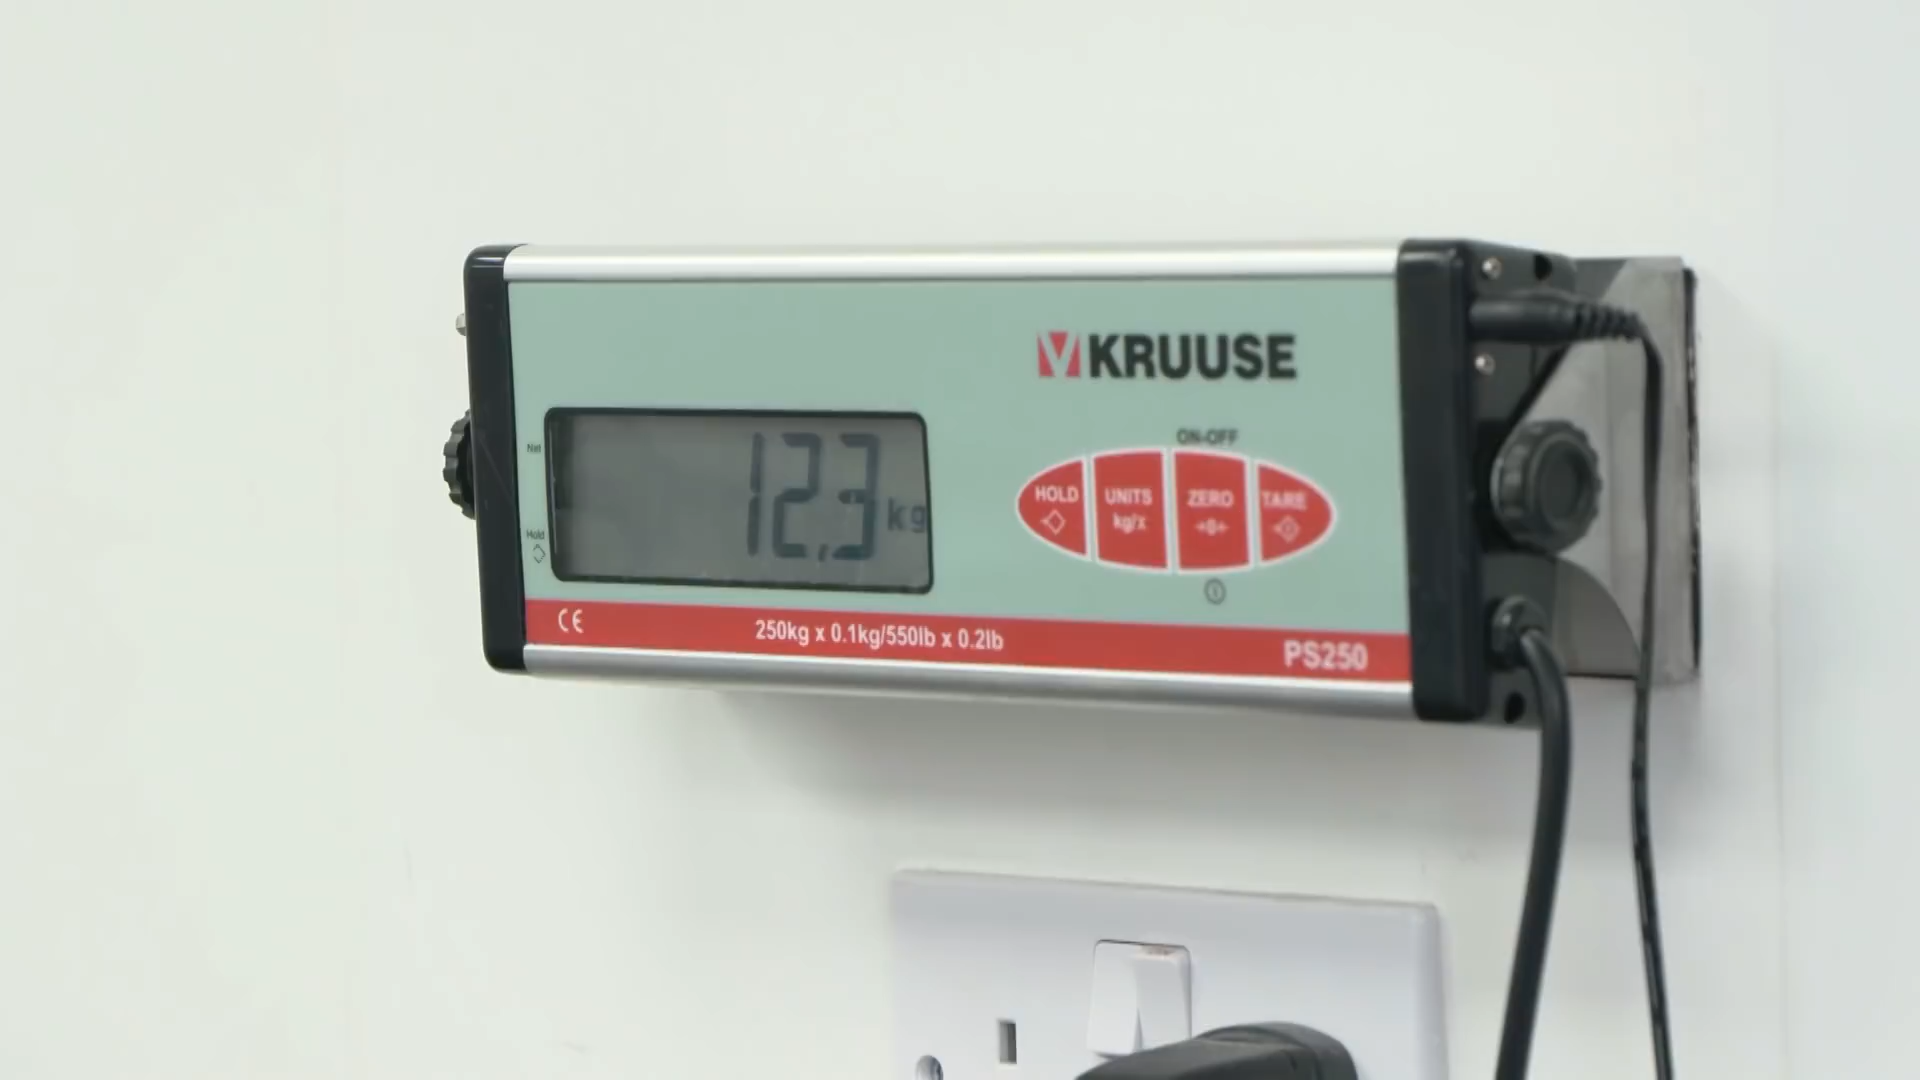 KRUUSE
ON-OFF
Net
12,3 kg
HOLD
UNITS
kg/
ZERO
→0←
TARE
Hold
CE
250kg x 0.1kg/550lb x 0.2lb
PS250